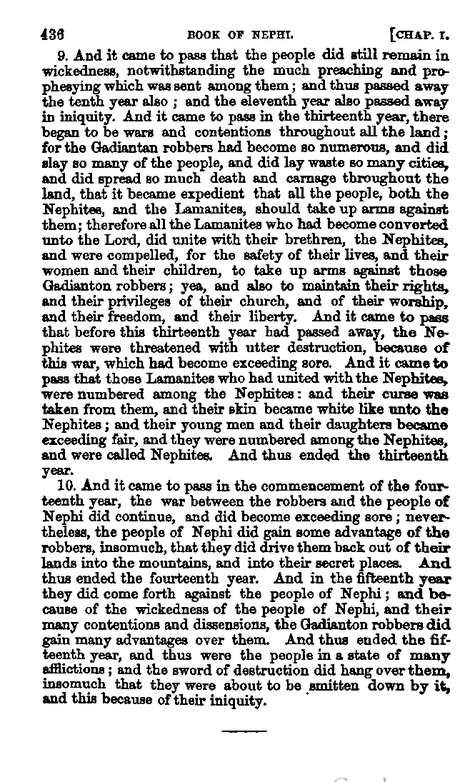 436 BOOK OF NEPHI. [CHAP. I.
9. And it came to pass that the people did still remain in
wickedness, notwithstanding the much preaching and pro-
phesying which was sent among them; and thus passed away
the tenth year also ; and the eleventh year also passed away
in iniquity. And it came to pass in the thirteenth year, there
began to be wars and contentions throughout all the land ;
for the Gadiantan robbers had become so numerous, and did
slay so many of the people, and did lay waste so many cities,
and did spread so much death and carnage throughout the
land, that it became expedient that all the people, both the
Nephites, and the Lamanites, should take up arms against
them; therefore all the Lamanites who had become converted
unto the Lord, did unite with their brethren, the Nephites,
and were compelled, for the safety of their lives, and their
women and their children, to take up arms against those
Gadianton robbers; yea, and also to maintain their rights,
and their privileges of their church, and of their worship,
and their freedom, and their liberty. And it came to pass
that before this thirteenth year had passed away, the Ne-
phites were threatened with utter destruction, because of
this war, which had become exceeding sore. And it came to
pass that those Lamanites who had united with the Nephites,
were numbered among the Nephites: and their curse was
taken from them, and their skin became white like unto the
Nephites ; and their young men and their daughters became
exceeding fair, and they were numbered among the Nephites,
and were called Nephites. And thus ended the thirteenth
year.
10. And it came to pass in the commencement of the four-
teenth year, the war between the robbers and the people of
Nephi did continue, and did become exceeding sore ; never-
theless, the people of Nephi did gain some advantage of the
robbers, insomuch, that they did drive them back out of their
lands into the mountains, and into their secret places. And
thus ended the fourteenth year. And in the fifteenth year
they did come forth against the people of Nephi ; and be-
cause of the wickedness of the people of Nephi, and their
many contentions and dissensions, the Gadianton robbers did
gain many advantages over them. And thus ended the fif-
teenth year, and thus were the people in a state of many
afflictions ; and the sword of destruction did hang over them,
insomuch that they were about to be smitten down by it,
and this because of their iniquity.